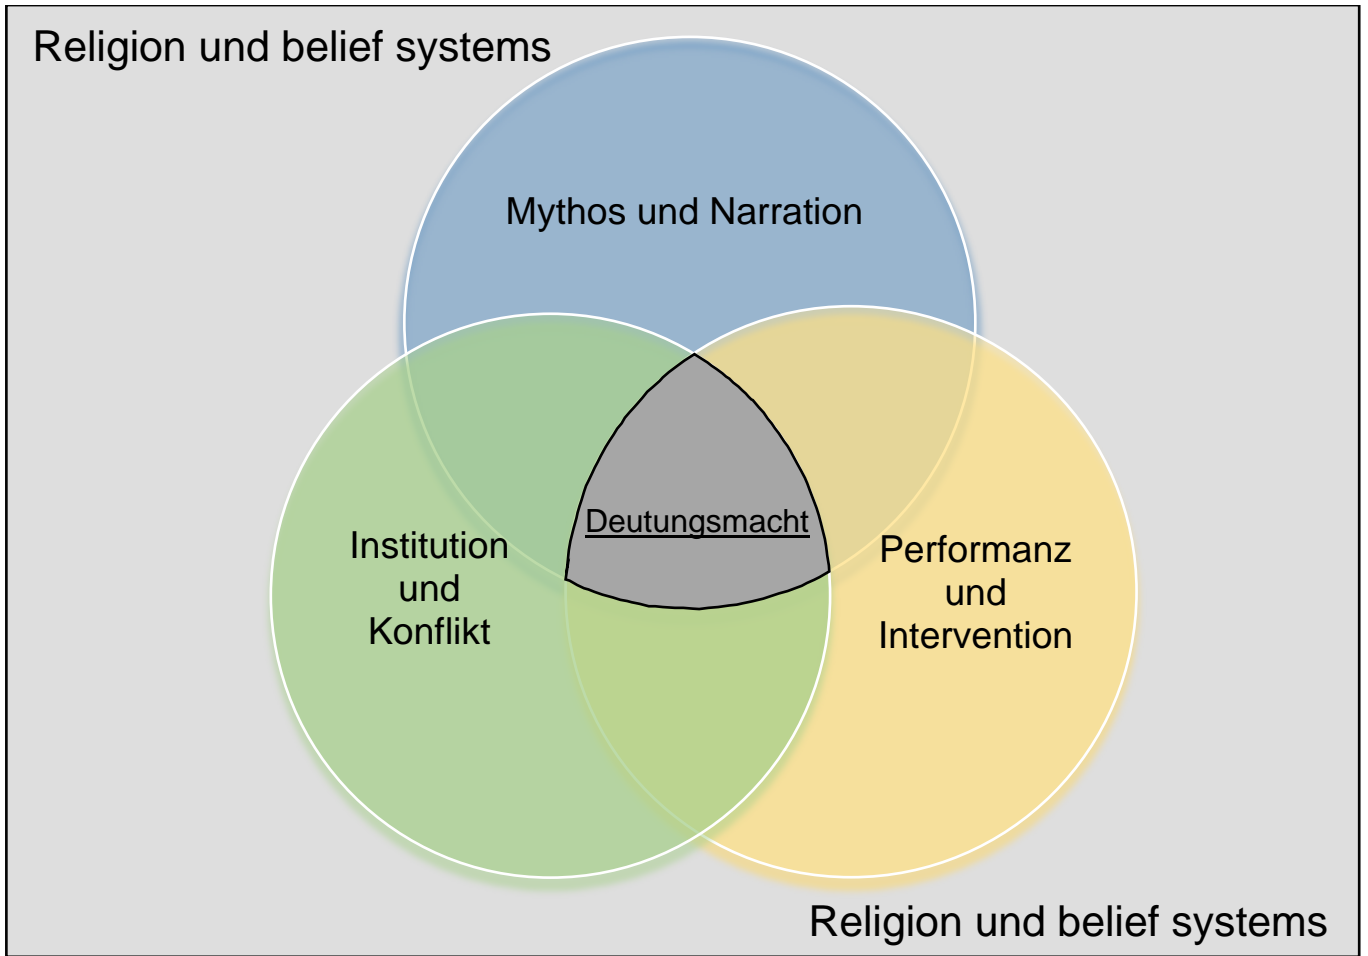 Religion und belief systems
Mythos und Narration
Deutungsmacht
Institution
und
Konflikt
Performanz
und
Intervention
Religion und belief systems